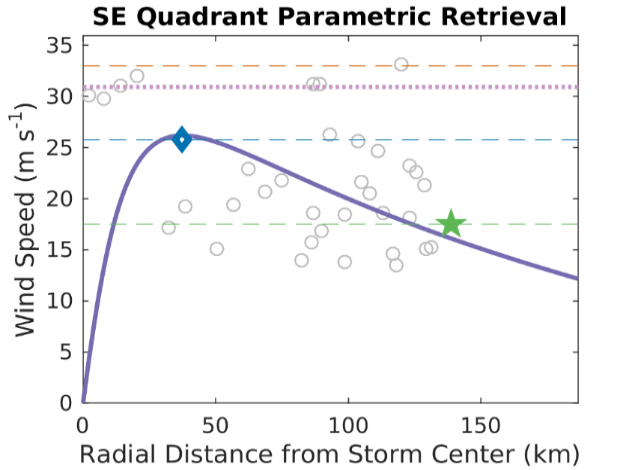 SE Quadrant Parametric Retrieval
Wind Speed (m s-1)
35
30
25
20
15
10
5
0
0 50 100 150
Radial Distance from Storm Center (km)